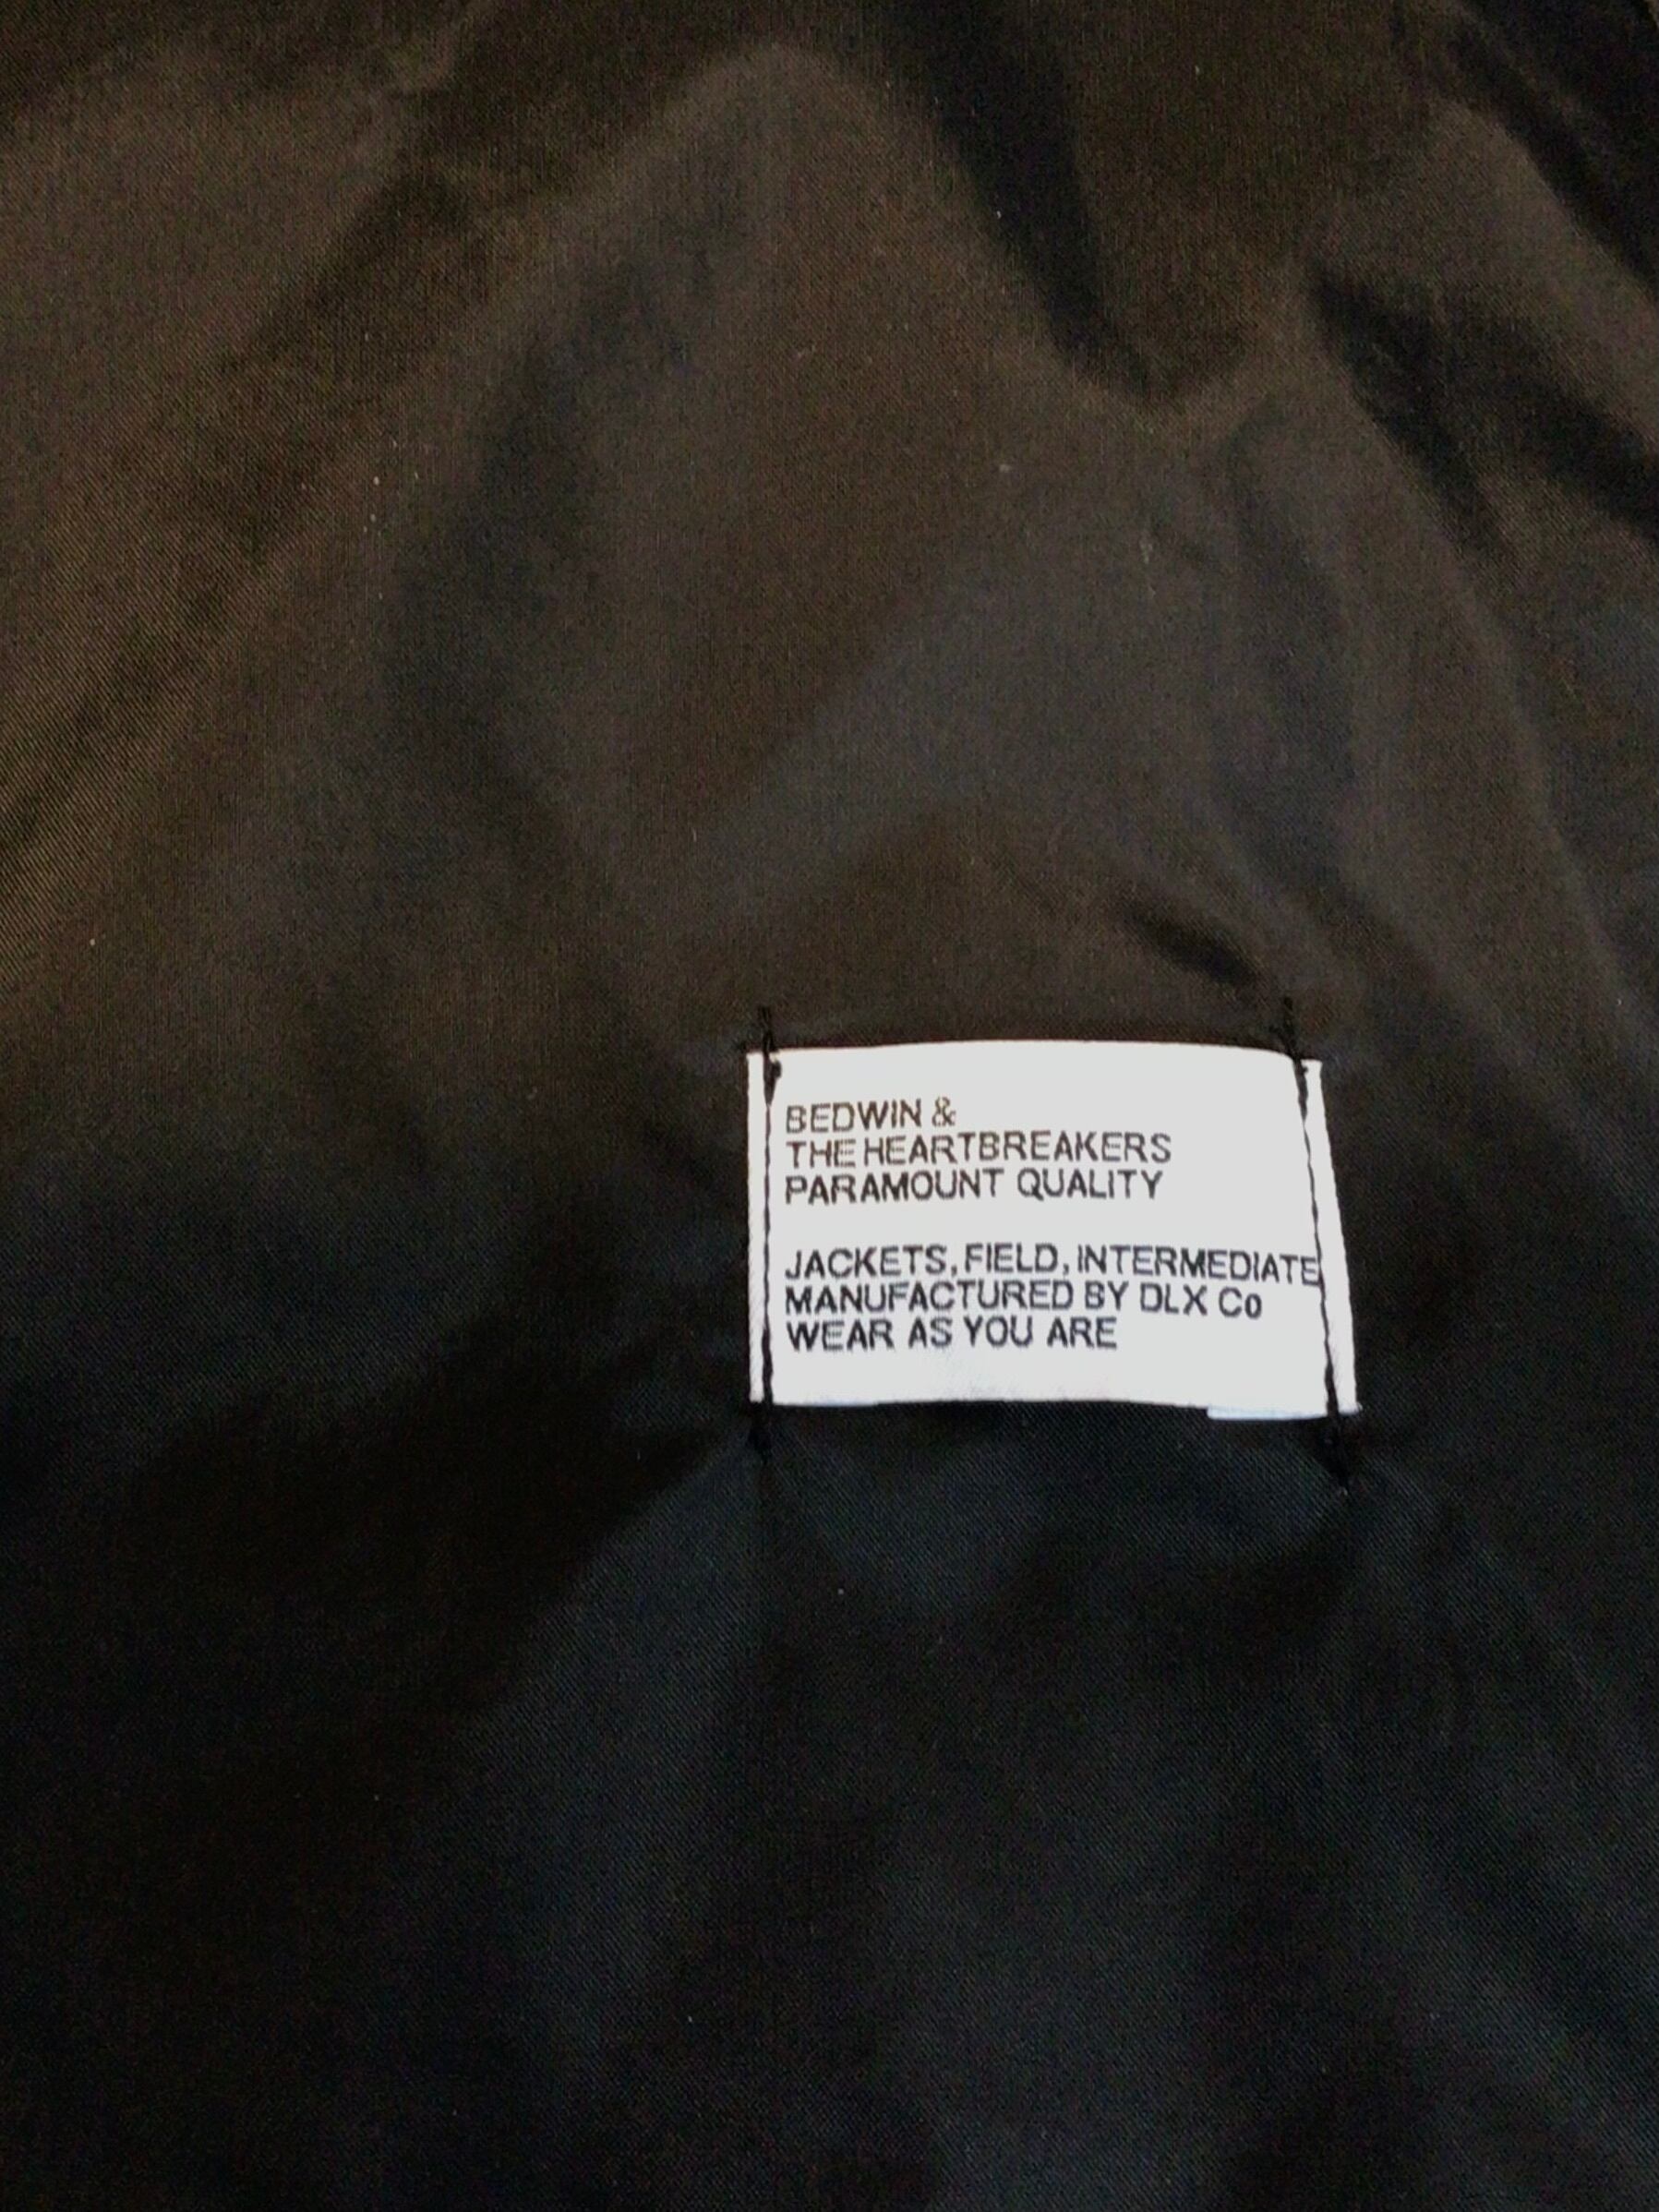 BEDWIN &
THE HEARTBREAKERS
PARAMOUNT QUALITY
JACKETS, FIELD, INTERMEDIATE
MANUFACTURED BY DLX Co
WEAR AS YOU ARE